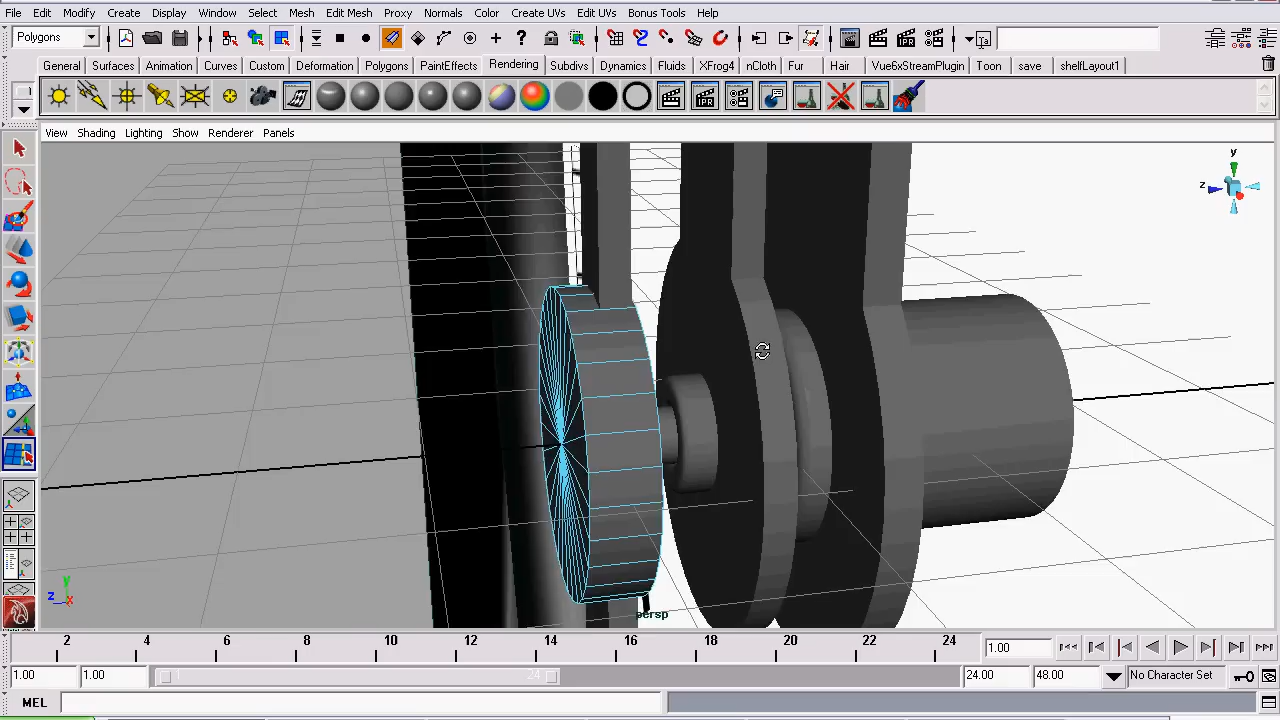 File Edit Modify Create Display Window Select Mesh Edit Mesh Proxy Normals Color Create UVs Edit UVs Bonus Tools Help
Polygons
General Surfaces Animation Curves Custom Deformation Polygons PaintEffects Rendering Subdivs Dynamics Fluids XFrog4 nCloth Fur Hair Vue6xStreamPlugin Toon save shelfLayout1
IPR
View Shading Lighting Show Renderer Panels
y
z
y
z x
persp
2 4 6 8 10 12 14 16 18 20 22 24
1.00
1.00 1.00 1 24 24.00 48.00 No Character Set
MEL